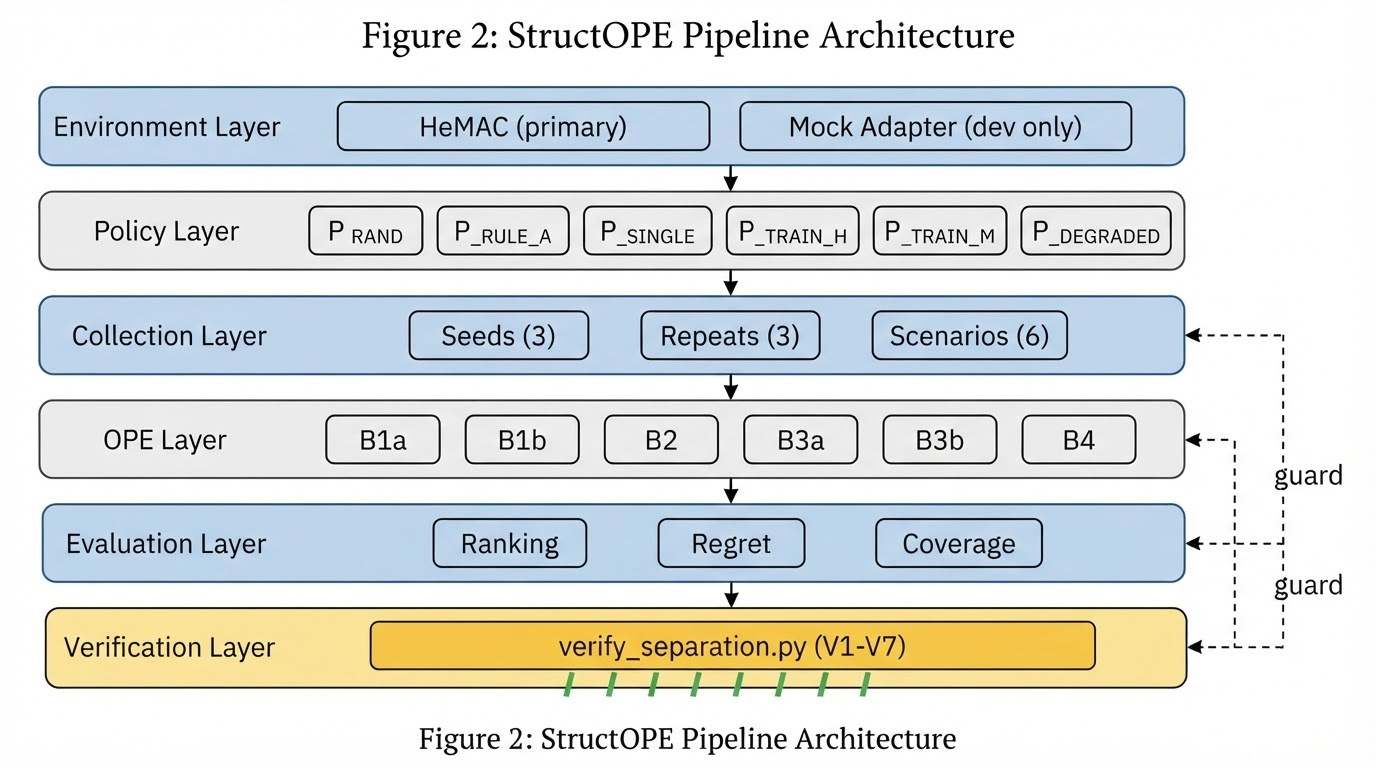 Figure 2: StructOPE Pipeline Architecture
Environment Layer
HeMAC (primary)
Mock Adapter (dev only)
Policy Layer
P RAND
P_RULE_A
P_SINGLE
P_TRAIN_H
P_TRAIN_M
P_DEGRADED
Collection Layer
Seeds (3)
Repeats (3)
Scenarios (6)
OPE Layer
B1a
B1b
B2
B3a
B3b
B4
guard
Evaluation Layer
Ranking
Regret
Coverage
guard
Verification Layer
verify_separation.py (V1-V7)
Figure 2: StructOPE Pipeline Architecture